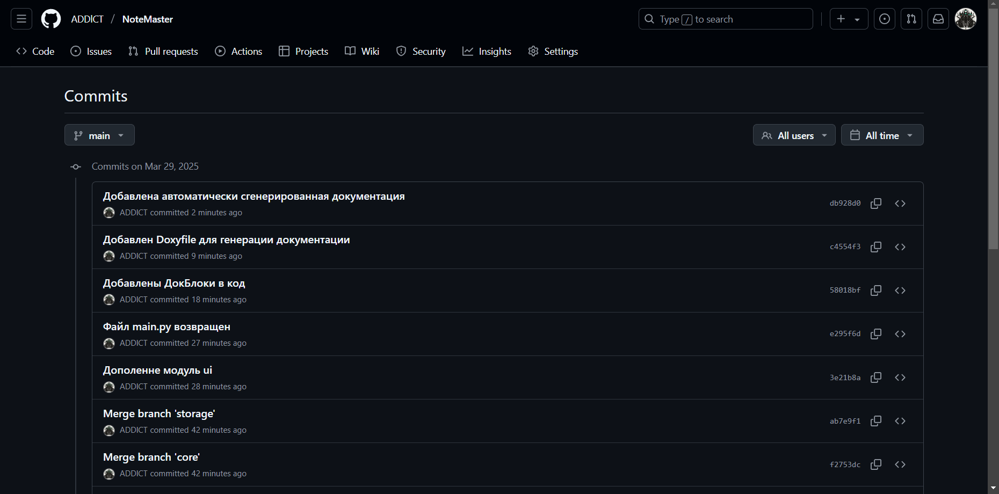 ADDICT / NoteMaster
Type / to search
Code Issues Pull requests Actions Projects Wiki Security Insights Settings
Commits
main
All users All time
Commits on Mar 29, 2025
Добавлена автоматически сгенерированная документация
ADDICT committed 2 minutes ago
db928d0
Добавлен Doxyfile для генерации документации
ADDICT committed 9 minutes ago
c4554f3
Добавлены ДокБлоки в код
ADDICT committed 18 minutes ago
58018bf
Файл main.py возвращен
ADDICT committed 27 minutes ago
e295f6d
Дополенне модуль ui
ADDICT committed 28 minutes ago
3e21b8a
Merge branch 'storage'
ADDICT committed 42 minutes ago
ab7e9f1
Merge branch 'core'
ADDICT committed 42 minutes ago
f2753dc